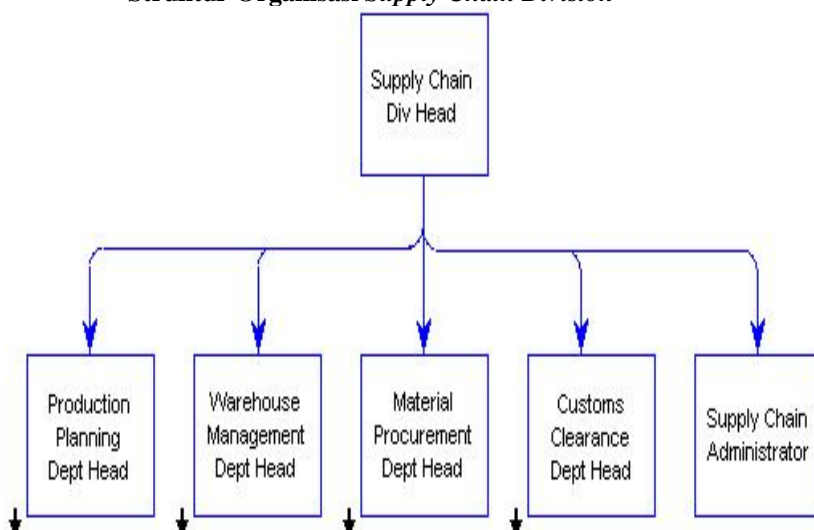 Struktur Organisasi Supply Chain Division
Supply Chain
Div Head
Production
Planning
Dept Head
Warehouse
Management
Dept Head
Material
Procurement
Dept Head
Customs
Clearance
Dept Head
Supply Chain
Administrator